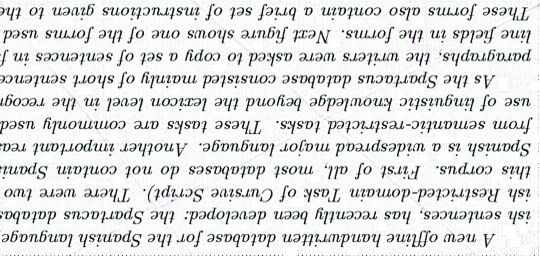 A new offline handwritten database for the Spanish language
ish sentences, has recently been developed: the Spartacus databas
ish Restricted-domain Task of Cursive Script). There were two
this corpus. First of all, most databases do not contain Spani
Spanish is a widespread major language. Another important rea
from semantic-restricted tasks. These tasks are commonly used
use of linguistic knowledge beyond the lexicon level in the recogn
As the Spartacus database consisted mainly of short sentence
paragraphs, the writers were asked to copy a set of sentences in f
line fields in the forms. Next figure shows one of the forms used
These forms also contain a brief set of instructions given to the